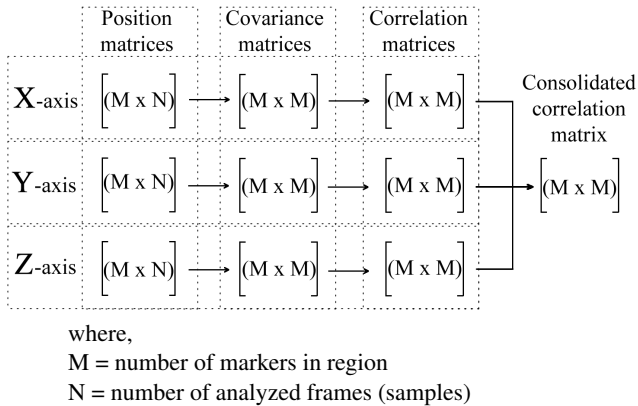 Position matrices
Covariance matrices
Correlation matrices
X-axis (M x N) (M x M) (M x M)
Consolidated correlation matrix
Y-axis (M x N) (M x M) (M x M) (M x M)
Z-axis (M x N) (M x M) (M x M)
where,
M = number of markers in region
N = number of analyzed frames (samples)